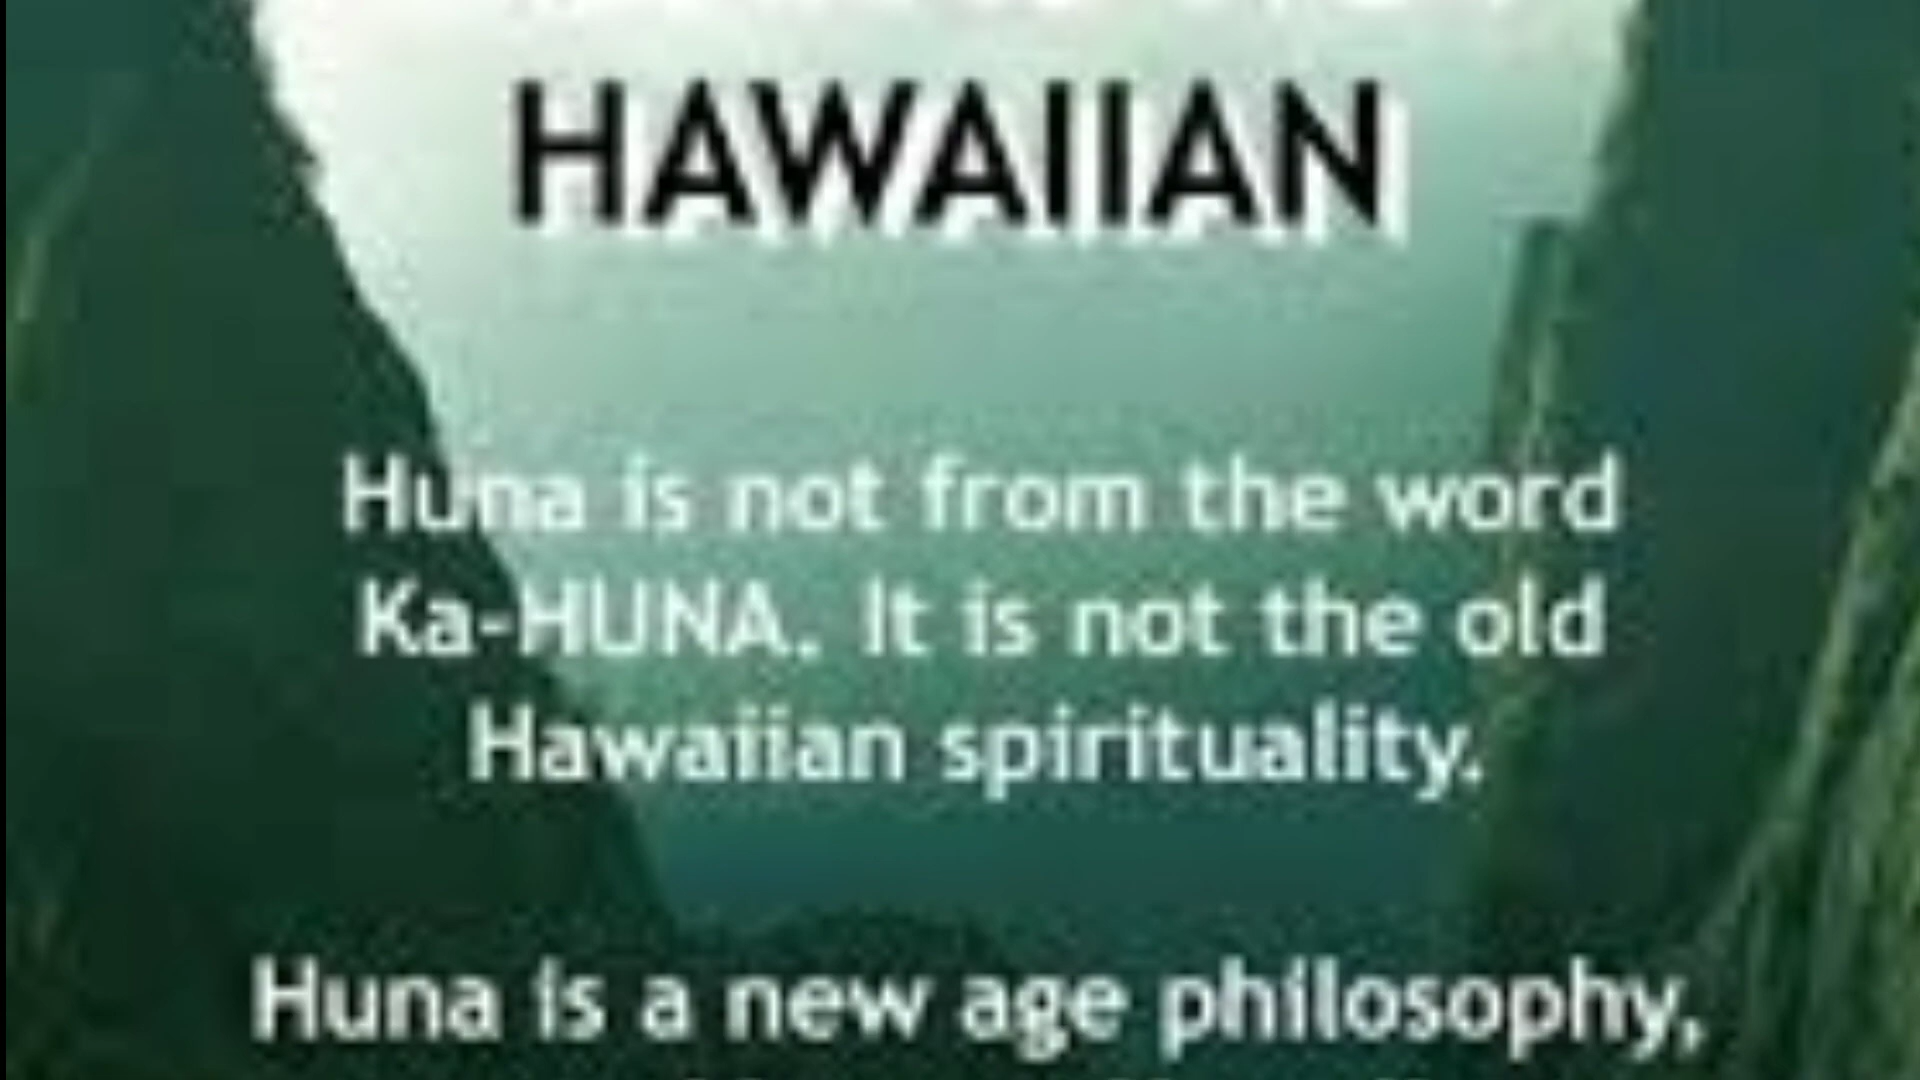 HAWAIIAN
Huna is not from the word
Ka-HUNA. It is not the old
Hawaiian spirituality.
Huna is a new age philosophy,